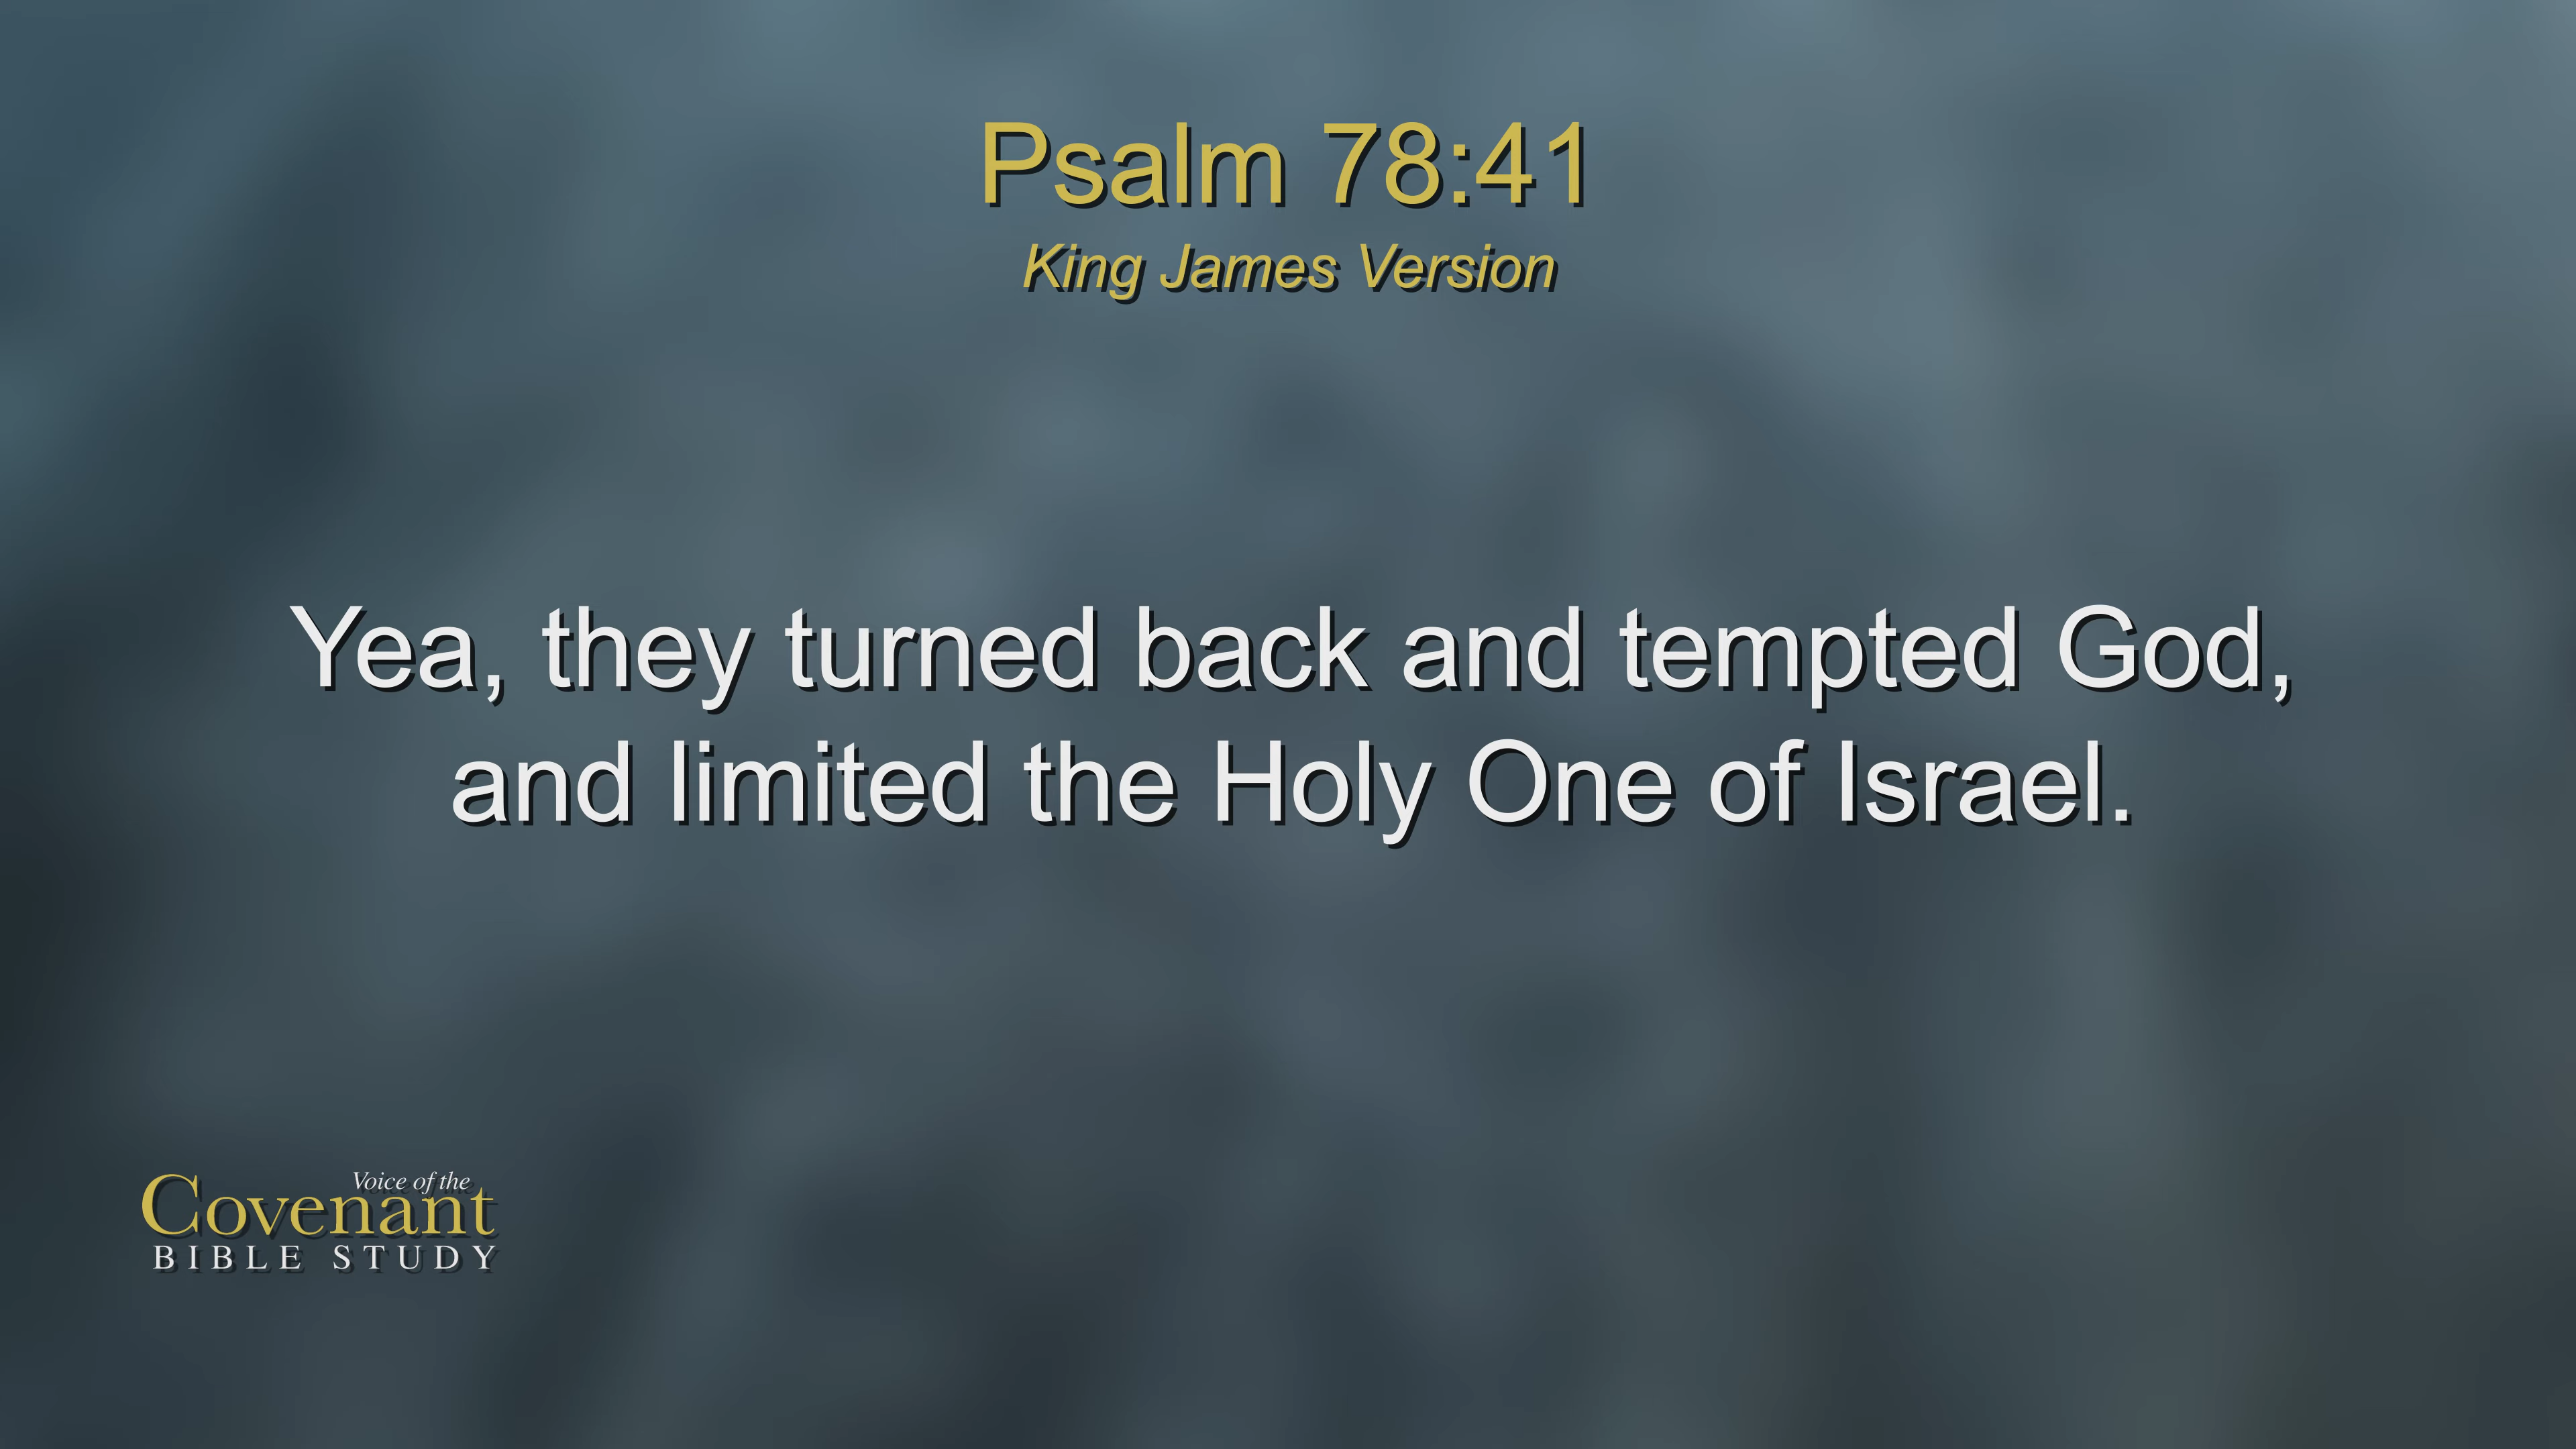 Psalm 78:41
King James Version
Yea, they turned back and tempted God,
and limited the Holy One of Israel.
Voice of the
Covenant
BIBLE STUDY